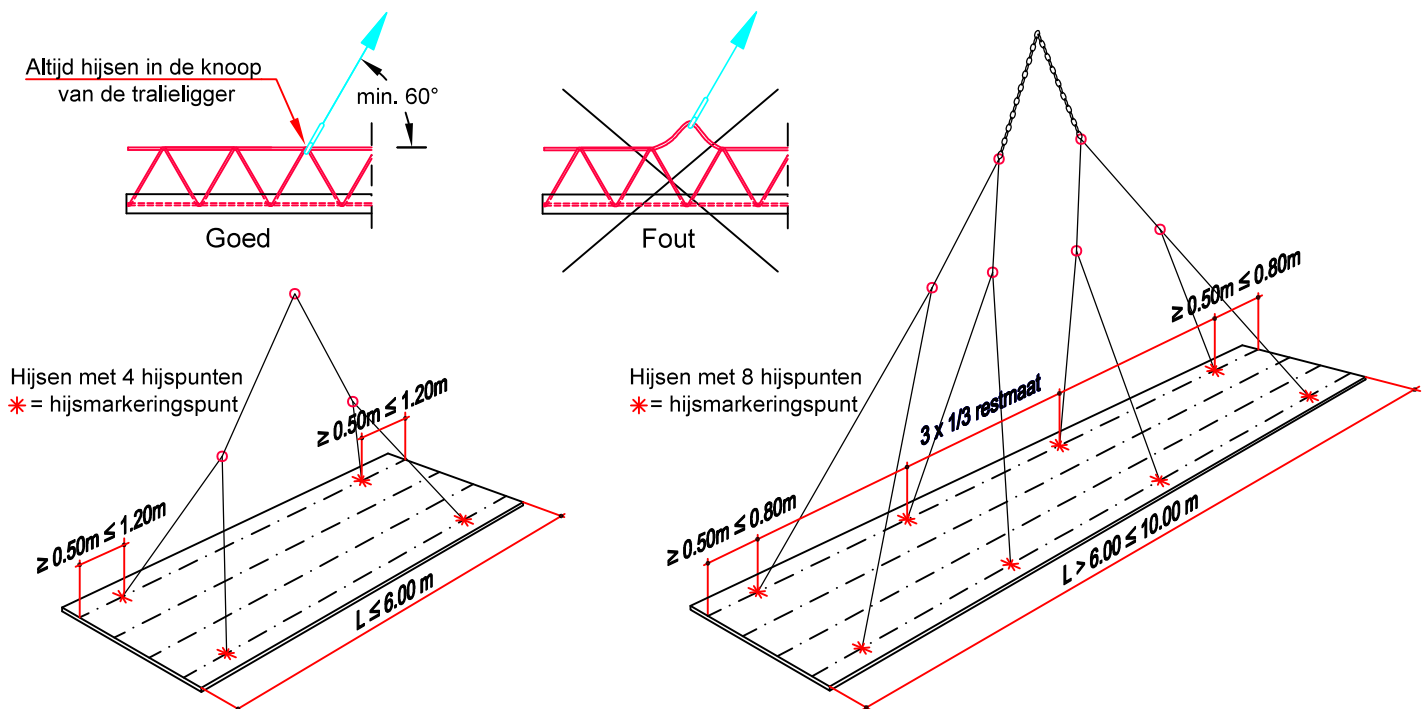 Altijd hijsen in de knoop
van de tralieligger
min. 60°
Goed
Fout
Hijsen met 4 hijspunten
= hijsmarkeringspunt
≥ 0.50m ≤ 1.20m
≥ 0.50m ≤ 1.20m
L ≤ 6.00 m
Hijsen met 8 hijspunten
= hijsmarkeringspunt
≥ 0.50m ≤ 0.80m
3 x 1/3 restmaat
≥ 0.50m ≤ 0.80m
L > 6.00 ≤ 10.00 m